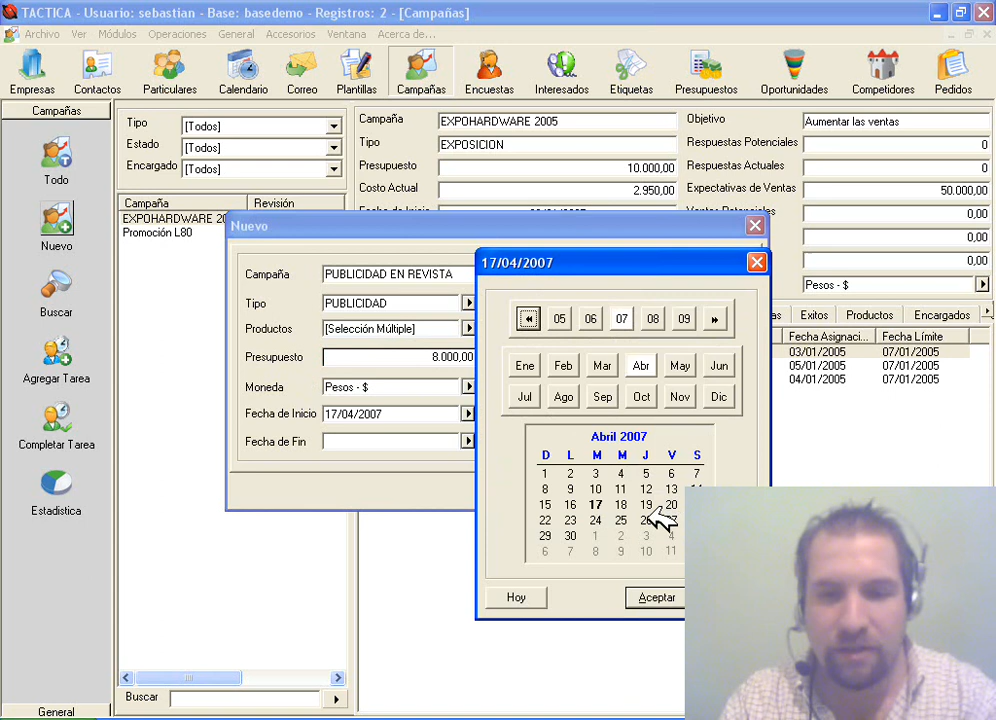 TACTICA - Usuario: sebastian - Base: basedemo - Registros: 2 - [Campañas]
Archivo Ver Módulos Operaciones General Accesorios Ventana Acerca de...
Empresas Contactos Particulares Calendario Correo Plantillas Campañas Encuestas Interesados Etiquetas Presupuestos Oportunidades Competidores Pedidos
Campañas
Todo
Nuevo
Buscar
Agregar Tarea
Completar Tarea
Estadistica
General
Tipo [Todos]
Estado [Todos]
Encargado [Todos]
Campaña Revisión
EXPOHARDWARE 20
Promoción L80
Buscar
Campaña EXPOHARDWARE 2005
Tipo EXPOSICION
Presupuesto 10.000,00
Costo Actual 2.950,00
Objetivo Aumentar las ventas
Respuestas Potenciales 0
Respuestas Actuales 0
Expectativas de Ventas 50.000,00
0,00
0,00
0,00
Pesos - $
as Exitos Productos Encargados
Fecha Asignaci... Fecha Límite
03/01/2005 07/01/2005
05/01/2005 07/01/2005
04/01/2005 07/01/2005
Nuevo
Campaña PUBLICIDAD EN REVISTA
Tipo PUBLICIDAD
Productos [Selección Múltiple]
Presupuesto 8.000,00
Moneda Pesos - $
Fecha de Inicio 17/04/2007
Fecha de Fin
17/04/2007
05 06 07 08 09
Ene Feb Mar Abr May Jun
Jul Ago Sep Oct Nov Dic
Abril 2007
D L M M J V S
1 2 3 4 5 6 7
8 9 10 11 12 13
15 16 17 18 19 20
22 23 24 25
29 30 1 2 3 4
6 7 8 9 10 11
Hoy Aceptar